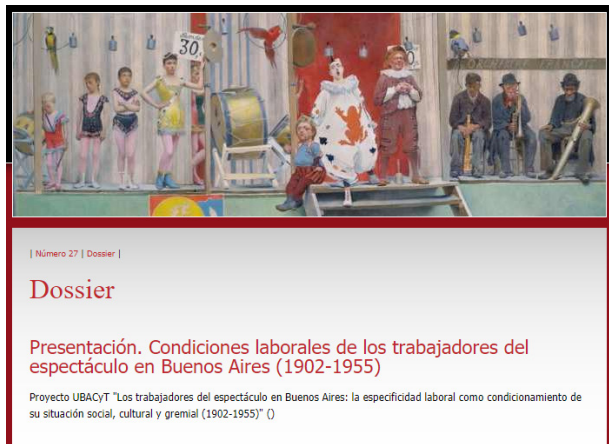 30.
ORCHESTRE FRANCAIS
| Número 27 | Dossier |
Dossier
Presentación. Condiciones laborales de los trabajadores del
espectáculo en Buenos Aires (1902-1955)
Proyecto UBACyT "Los trabajadores del espectáculo en Buenos Aires: la especificidad laboral como condicionamiento de
su situación social, cultural y gremial (1902-1955)" ()